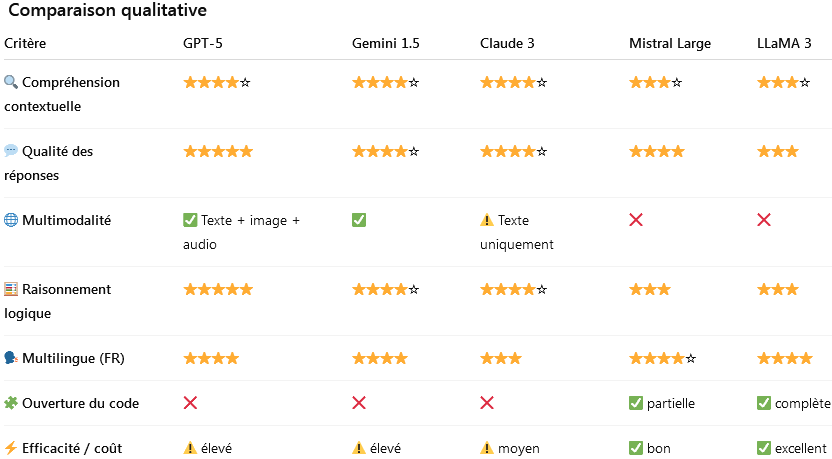 Comparaison qualitative
Critère GPT-5 Gemini 1.5 Claude 3 Mistral Large LLaMA 3
🔍 Compréhension contextuelle ⭐⭐⭐⭐☆ ⭐⭐⭐⭐☆ ⭐⭐⭐⭐☆ ⭐⭐⭐☆ ⭐⭐⭐☆
💬 Qualité des réponses ⭐⭐⭐⭐⭐ ⭐⭐⭐⭐☆ ⭐⭐⭐⭐☆ ⭐⭐⭐⭐ ⭐⭐⭐
🌐 Multimodalité ✅ Texte + image + audio ✅ ⚠️ Texte uniquement ❌ ❌
🧮 Raisonnement logique ⭐⭐⭐⭐⭐ ⭐⭐⭐⭐☆ ⭐⭐⭐⭐☆ ⭐⭐⭐ ⭐⭐⭐
🗣️ Multilingue (FR) ⭐⭐⭐⭐ ⭐⭐⭐⭐ ⭐⭐⭐ ⭐⭐⭐⭐☆ ⭐⭐⭐⭐
🧩 Ouverture du code ❌ ❌ ❌ ✅ partielle ✅ complète
⚡ Efficacité / coût ⚠️ élevé ⚠️ élevé ⚠️ moyen ✅ bon ✅ excellent